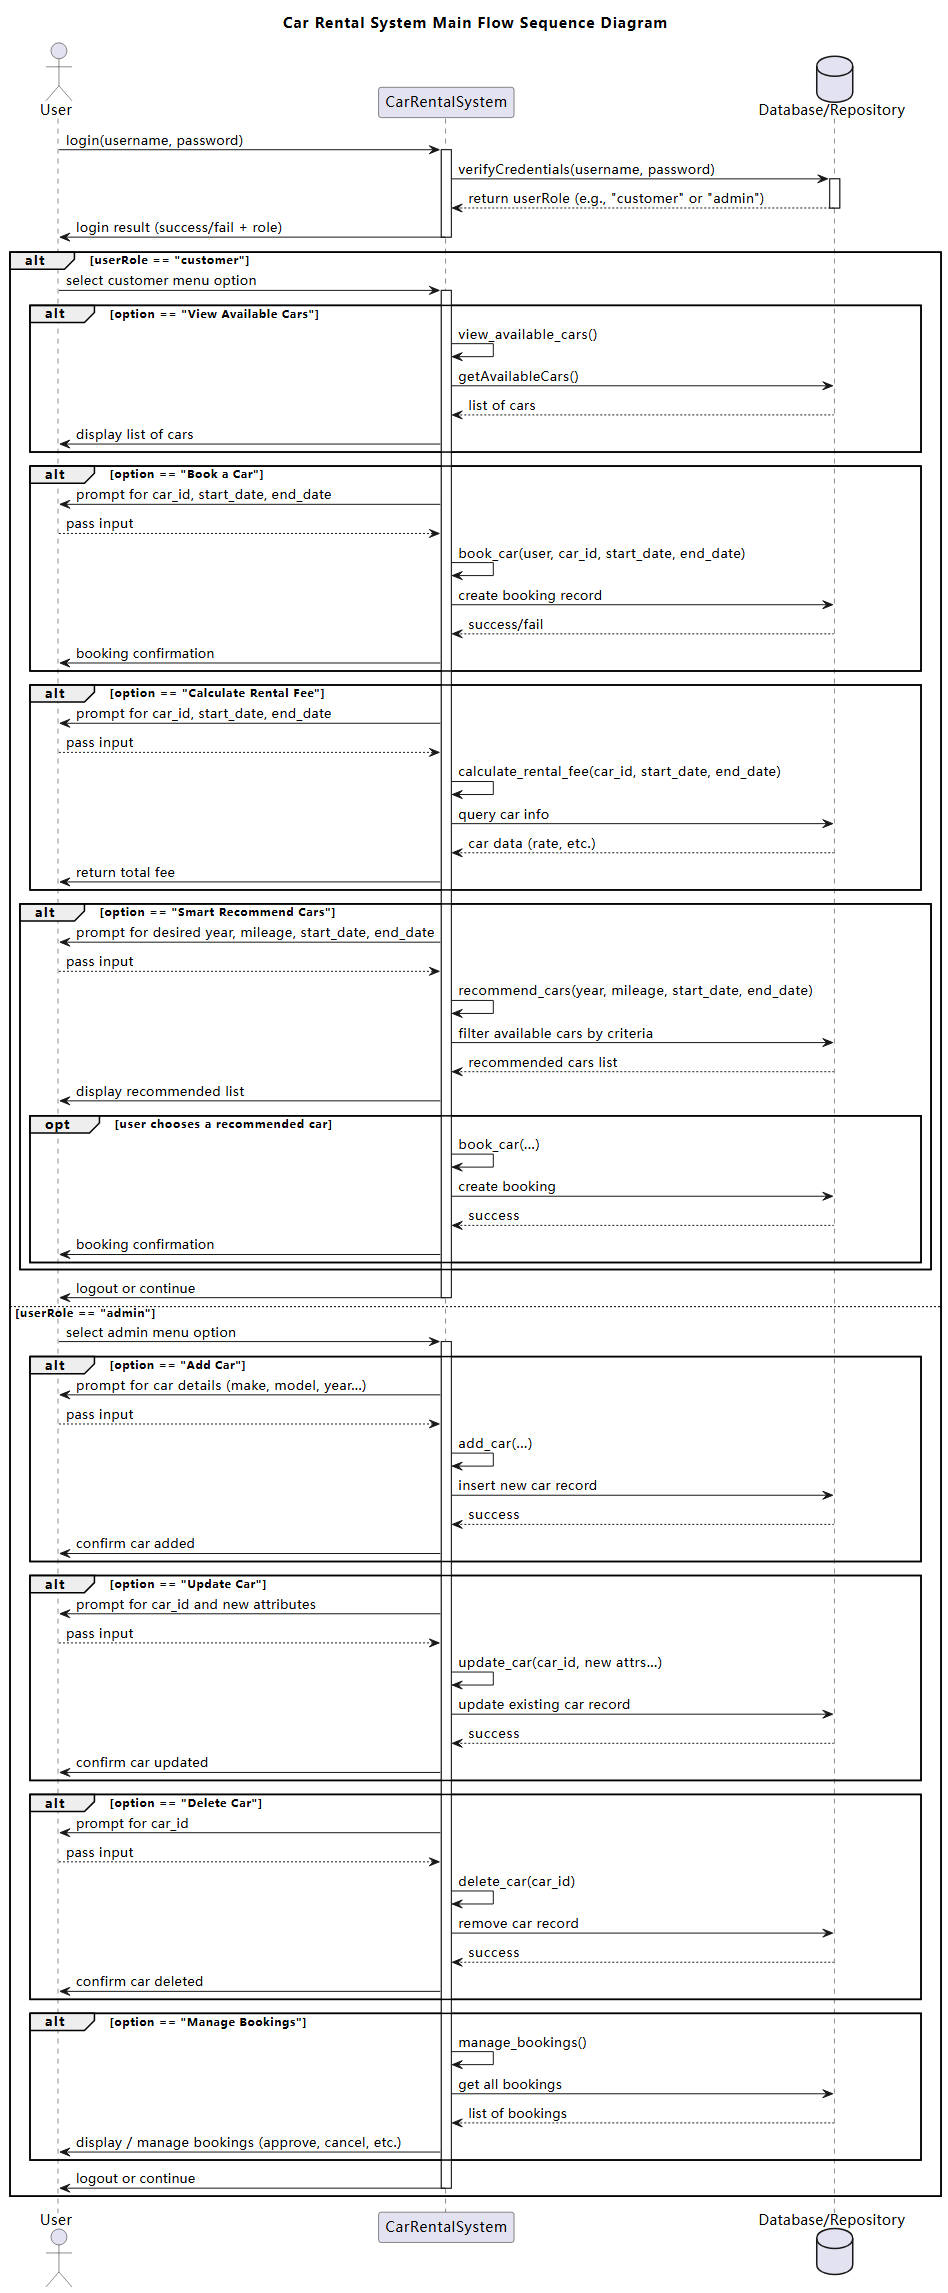 Car Rental System Main Flow Sequence Diagram
User
CarRentalSystem
Database/Repository
login(username, password)
verifyCredentials(username, password)
return userRole (e.g., "customer" or "admin")
login result (success/fail + role)
alt
[userRole == "customer"]
select customer menu option
alt
[option == "View Available Cars"]
view_available_cars()
getAvailableCars()
list of cars
display list of cars
alt
[option == "Book a Car"]
prompt for car_id, start_date, end_date
pass input
book_car(user, car_id, start_date, end_date)
create booking record
success/fail
booking confirmation
alt
[option == "Calculate Rental Fee"]
prompt for car_id, start_date, end_date
pass input
calculate_rental_fee(car_id, start_date, end_date)
query car info
car data (rate, etc.)
return total fee
alt
[option == "Smart Recommend Cars"]
prompt for desired year, mileage, start_date, end_date
pass input
recommend_cars(year, mileage, start_date, end_date)
filter available cars by criteria
recommended cars list
display recommended list
opt
[user chooses a recommended car]
book_car(...)
create booking
success
booking confirmation
logout or continue
[userRole == "admin"]
select admin menu option
alt
[option == "Add Car"]
prompt for car details (make, model, year...)
pass input
add_car(...)
insert new car record
success
confirm car added
alt
[option == "Update Car"]
prompt for car_id and new attributes
pass input
update_car(car_id, new attrs...)
update existing car record
success
confirm car updated
alt
[option == "Delete Car"]
prompt for car_id
pass input
delete_car(car_id)
remove car record
success
confirm car deleted
alt
[option == "Manage Bookings"]
manage_bookings()
get all bookings
list of bookings
display / manage bookings (approve, cancel, etc.)
logout or continue
User
CarRentalSystem
Database/Repository